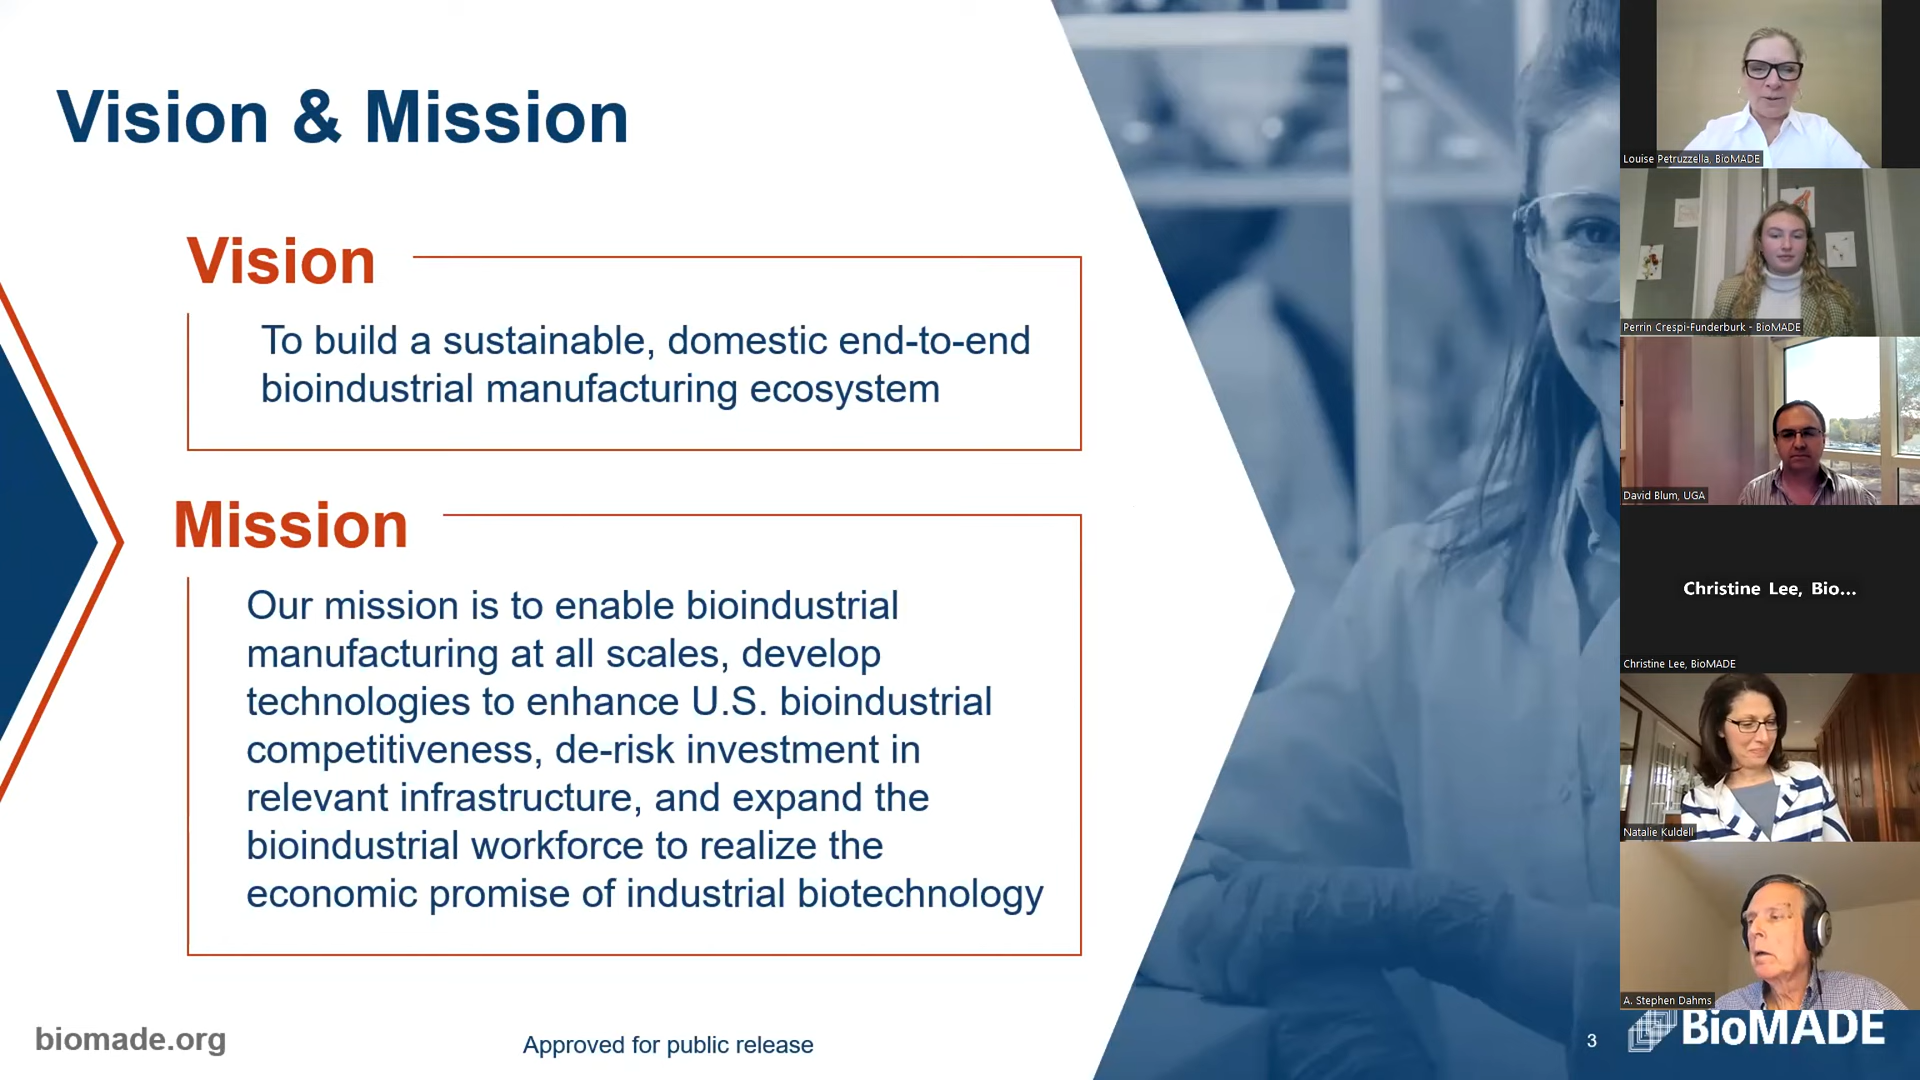 Vision & Mission
Vision
To build a sustainable, domestic end-to-end
bioindustrial manufacturing ecosystem
Mission
Our mission is to enable bioindustrial
manufacturing at all scales, develop
technologies to enhance U.S. bioindustrial
competitiveness, de-risk investment in
relevant infrastructure, and expand the
bioindustrial workforce to realize the
economic promise of industrial biotechnology
biomade.org
Approved for public release
3
BioMADE
Louise Petruzzella, BioMADE
Perrin Crespi-Funderburk - BioMADE
David Blum, UGA
Christine Lee, Bio...
Christine Lee, BioMADE
Natalie Kuldell
A. Stephen Dahms